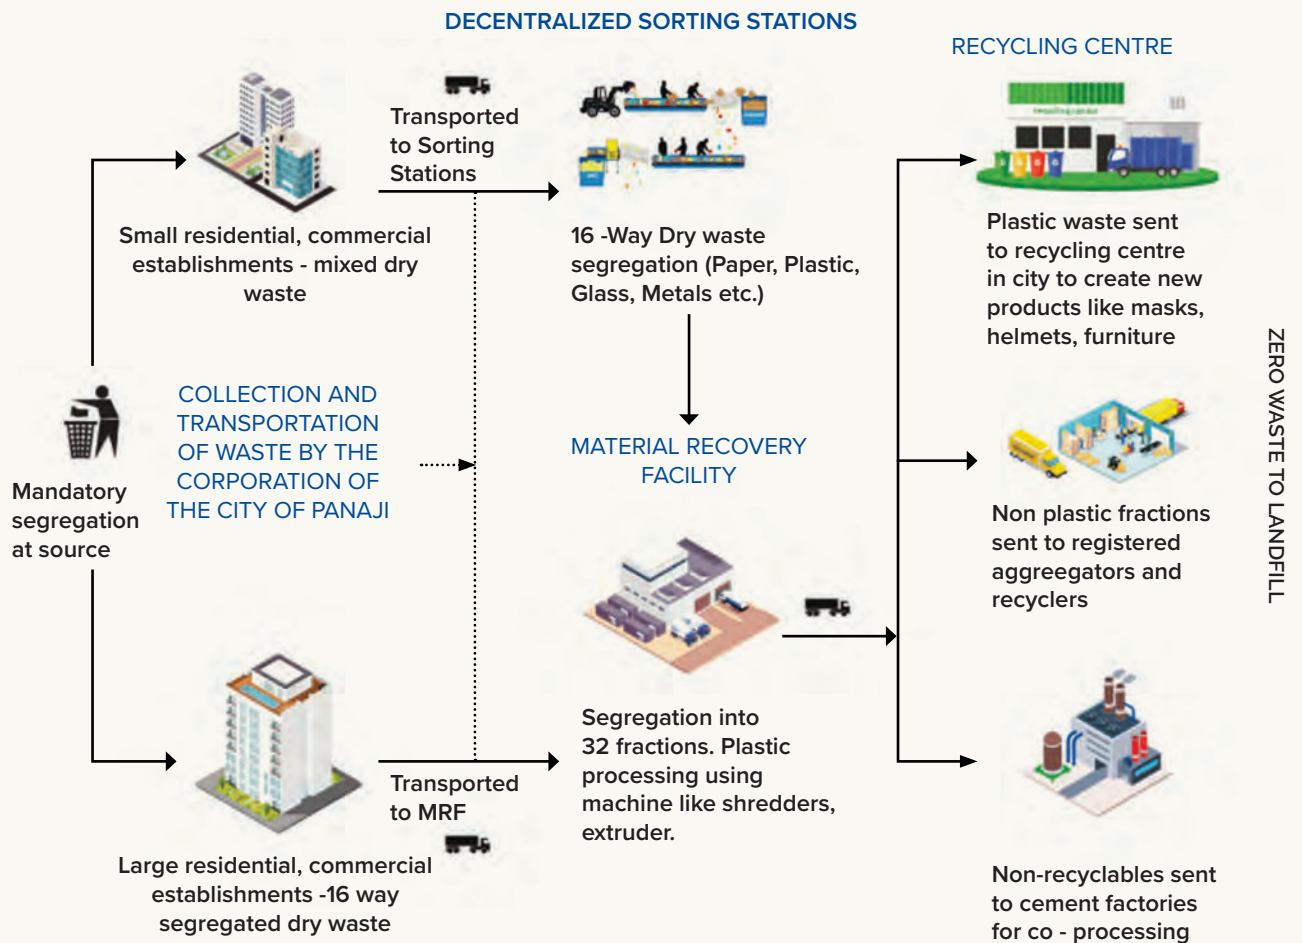 DECENTRALIZED SORTING STATIONS
RECYCLING CENTRE
Transported
to Sorting
Stations
recycling centre
Small residential, commercial
establishments - mixed dry
waste
16 -Way Dry waste
segregation (Paper, Plastic,
Glass, Metals etc.)
Plastic waste sent
to recycling centre
in city to create new
products like masks,
helmets, furniture
COLLECTION AND
TRANSPORTATION
OF WASTE BY THE
CORPORATION OF
THE CITY OF PANAJI
MATERIAL RECOVERY
FACILITY
Mandatory
segregation
at source
Non plastic fractions
sent to registered
aggreegators and
recyclers
ZERO WASTE TO LANDFILL
Segregation into
32 fractions. Plastic
processing using
machine like shredders,
extruder.
Transported
to MRF
Large residential, commercial
establishments -16 way
segregated dry waste
Non-recyclables sent
to cement factories
for co - processing